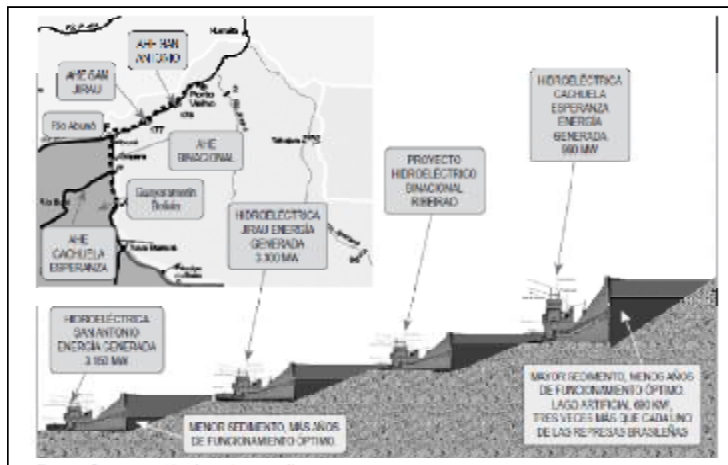 Humaita
AHE SAN
ANTONIO
AHE SAN
JIRAU
Porto
Velho
Río Abuná
AHE
BINACIONAL
Guayaramerín
Bolivia
AHE
CACHUELA
ESPERANZA
HIDROELÉCTRICA
JIRAU ENERGÍA
GENERADA
3.300 MW
PROYECTO
HIDROELÉCTRICO
BINACIONAL
RIBEIRAO
HIDROELÉCTRICA
CACHUELA
ESPERANZA
ENERGÍA
GENERADA
990 MW
HIDROELÉCTRICA
SAN ANTONIO
ENERGÍA GENERADA
3.150 MW
MENOR SEDIMENTO, MÁS AÑOS
DE FUNCIONAMIENTO ÓPTIMO.
MAYOR SEDIMENTO, MENOS AÑOS
DE FUNCIONAMIENTO ÓPTIMO.
LAGO ARTIFICIAL 690 KM²,
TRES VECES MÁS QUE CADA UNO
DE LAS REPRESAS BRASILEÑAS